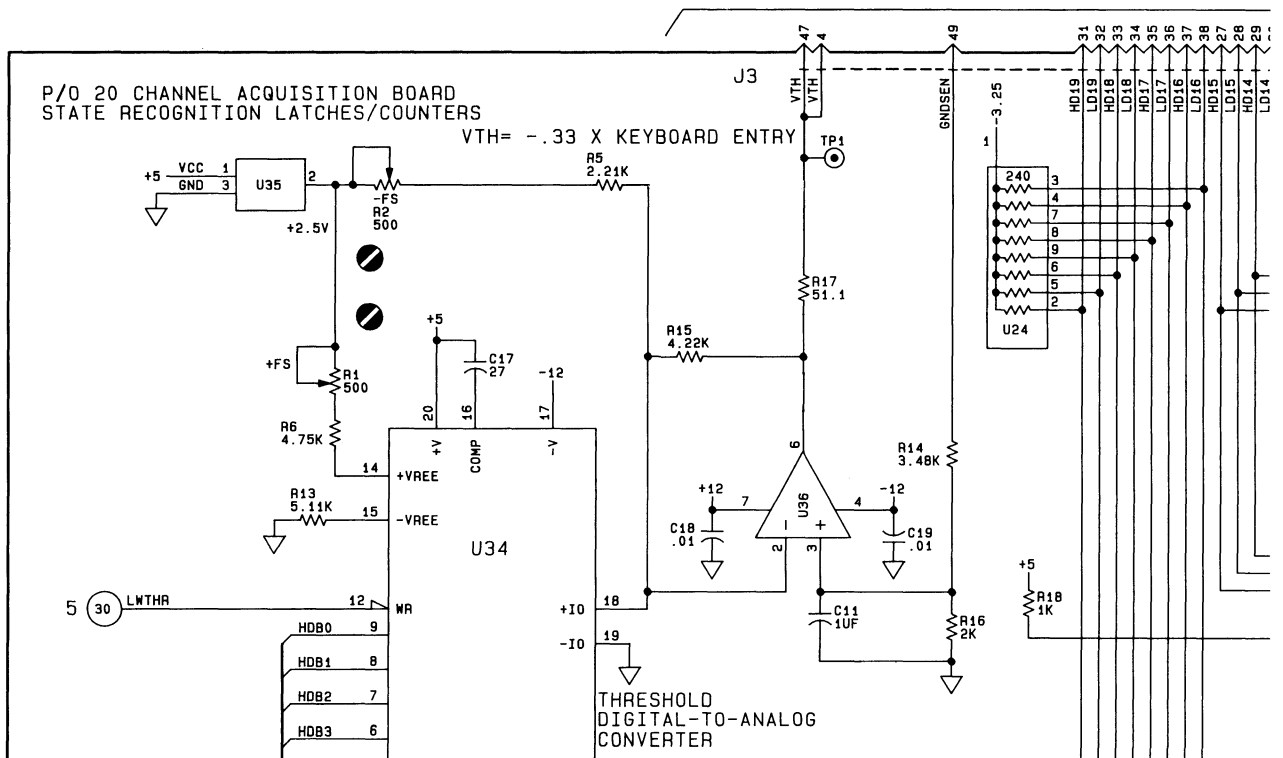 47
4
49
31
32
33
34
35
36
37
38
27
28
29
J3
P/O 20 CHANNEL ACQUISITION BOARD
STATE RECOGNITION LATCHES/COUNTERS
VTH= -.33 X KEYBOARD ENTRY
VTH
VTH
GNDSEN
-3.25
1
HD19
LD19
HD18
LD18
HD17
LD17
HD16
LD16
HD15
LD15
HD14
LD14
TP1
+5
VCC
1
GND
3
U35
2
+2.5V
-FS
R2
500
R5
2.21K
240
3
4
7
8
9
6
5
2
U24
R17
51.1
R15
4.22K
+FS
R1
500
+5
C17
27
-12
R6
4.75K
20
16
17
+V
COMP
-V
14
+VREE
R13
5.11K
15
-VREE
U34
6
R14
3.48K
+12
7
U36
4
-12
C18
.01
-
+
C19
.01
2
3
+5
R18
1K
5
30
LWTHR
12
WR
+IO
18
C11
1UF
R16
2K
HDB0
9
-IO
19
HDB1
8
HDB2
7
HDB3
6
THRESHOLD
DIGITAL-TO-ANALOG
CONVERTER